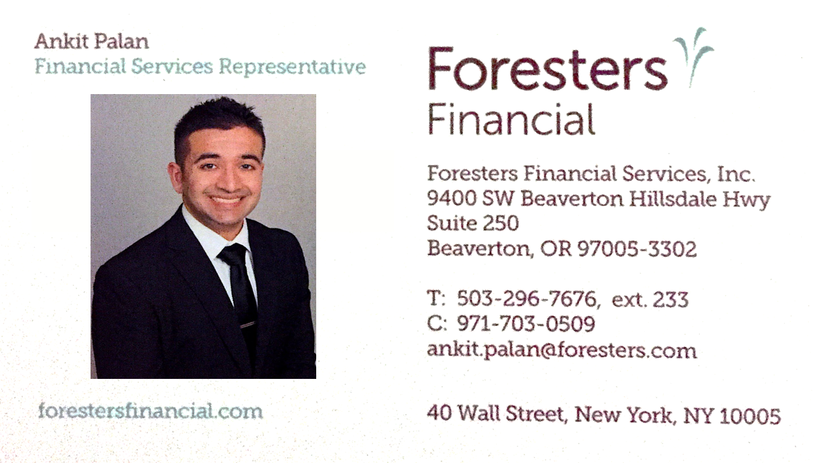 Ankit Palan
Financial Services Representative
forestersfinancial.com
Foresters
Financial
Foresters Financial Services, Inc.
9400 SW Beaverton Hillsdale Hwy
Suite 250
Beaverton, OR 97005-3302
T: 503-296-7676, ext. 233
C: 971-703-0509
ankit.palan@foresters.com
40 Wall Street, New York, NY 10005